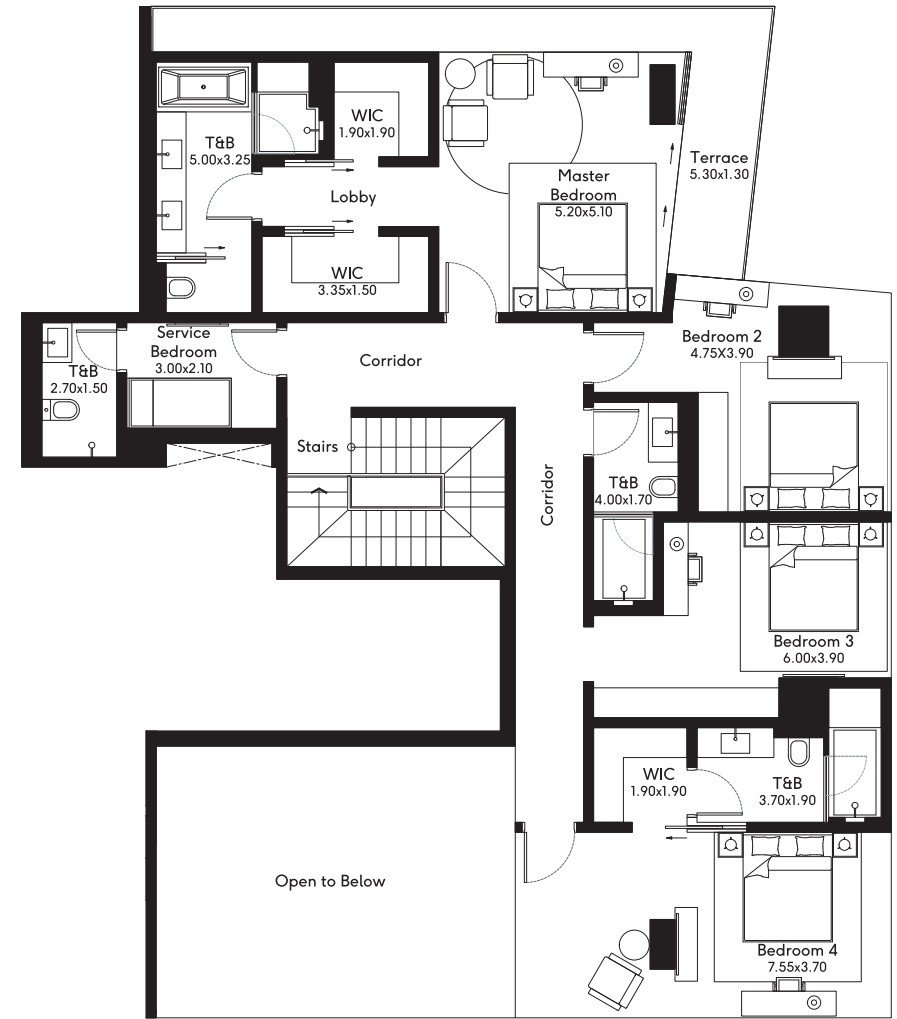 WIC
1.90x1.90
T&B
5.00x3.25
Terrace
5.30x1.30
Master
Bedroom
5.20x5.10
Lobby
WIC
3.35x1.50
Service
Bedroom
3.00x2.10
Bedroom 2
4.75X3.90
T&B
2.70x1.50
Corridor
Stairs
Corridor
T&B
4.00x1.70
Bedroom 3
6.00x3.90
WIC
1.90x1.90
T&B
3.70x1.90
Open to Below
Bedroom 4
7.55x3.70